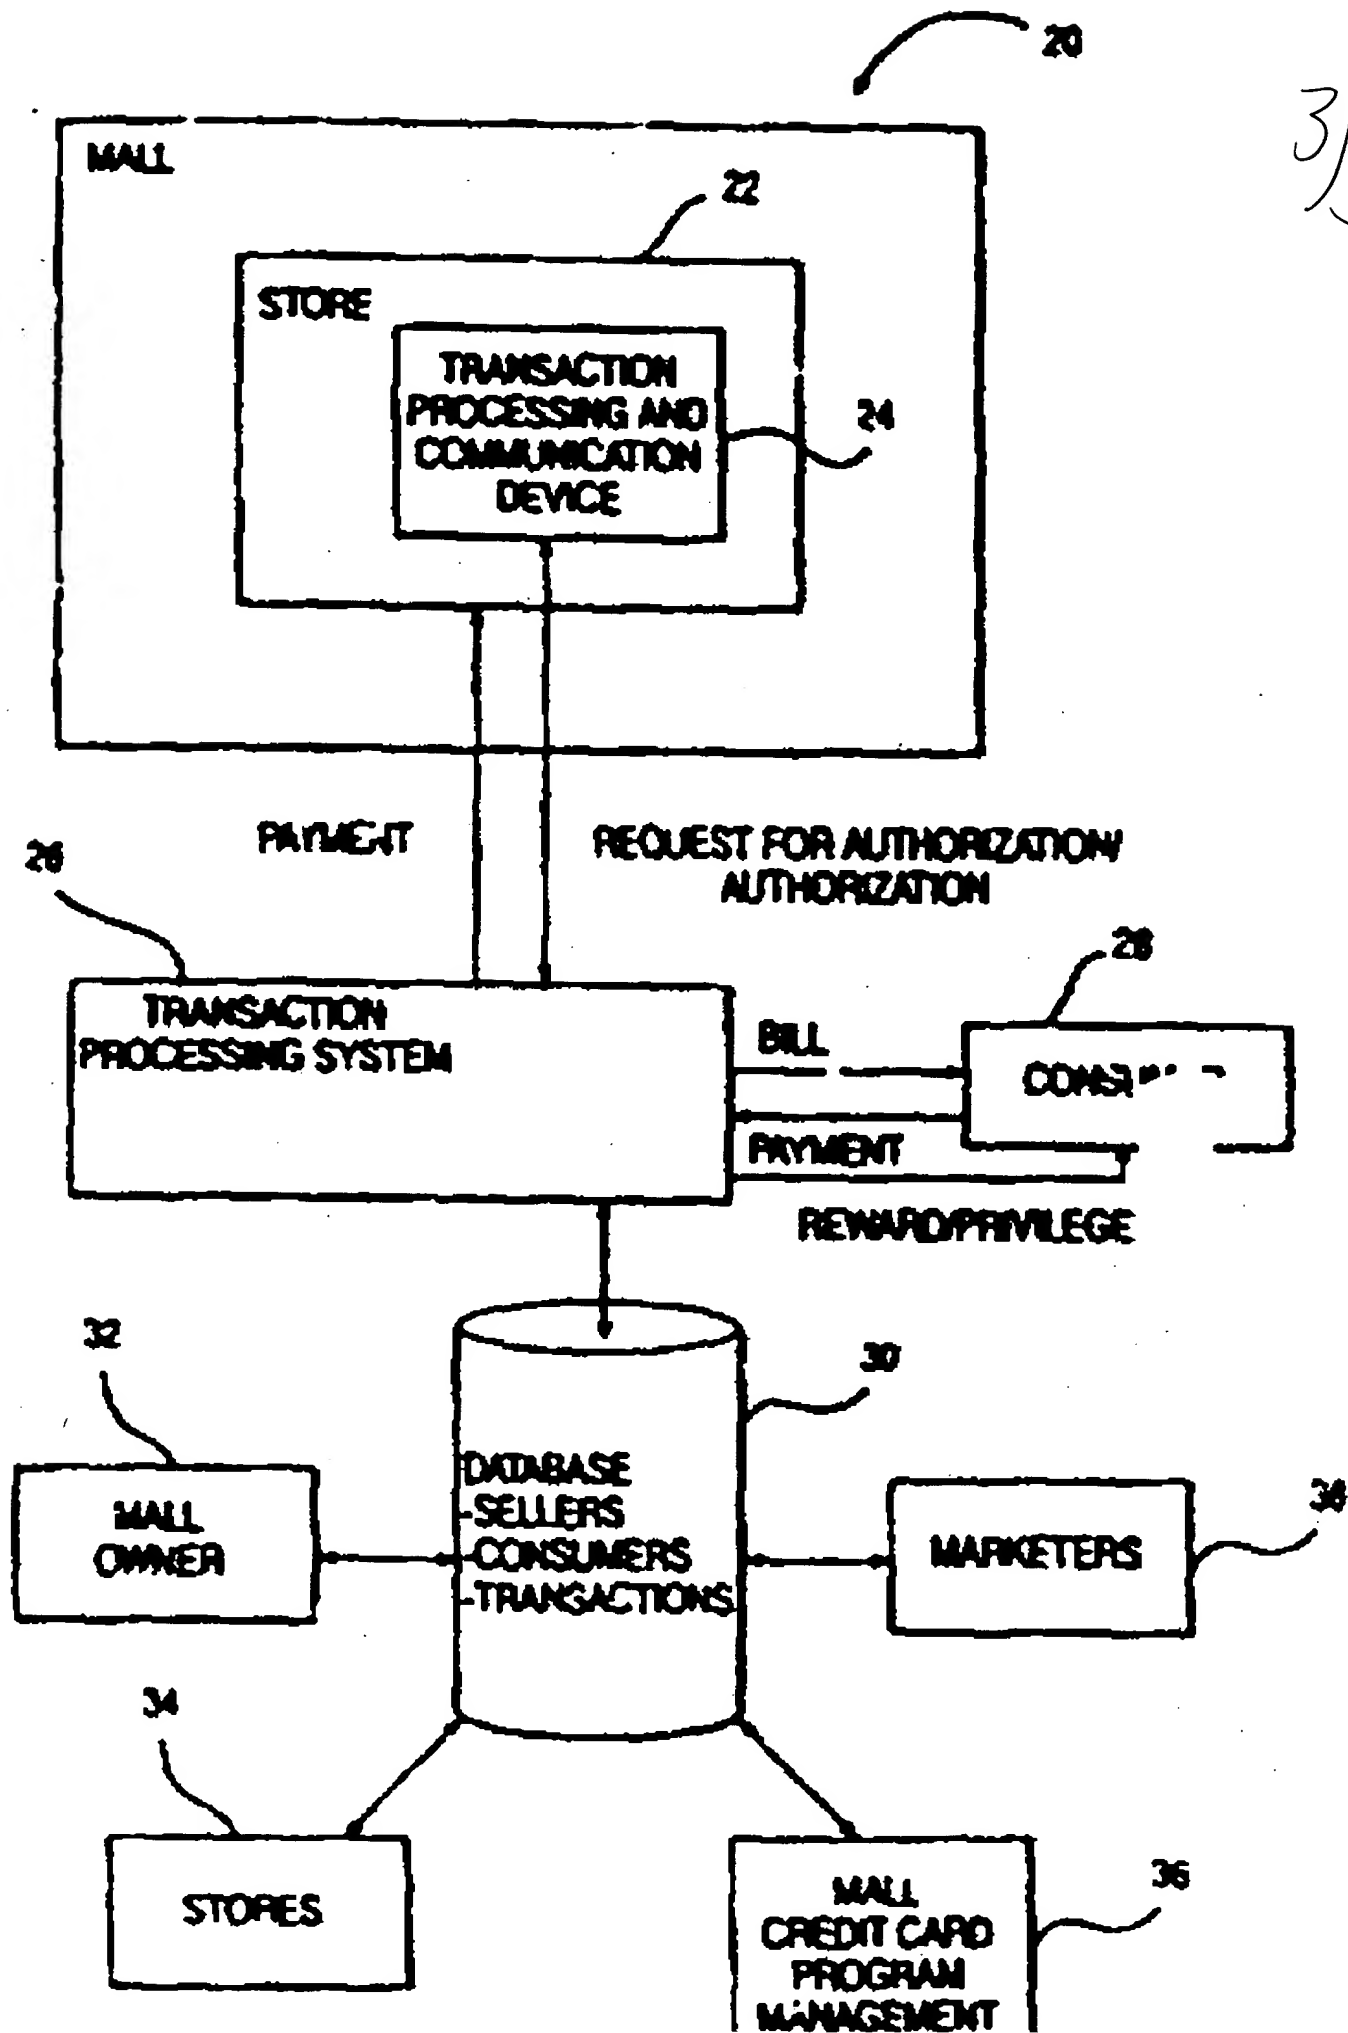 20
MALL
22
STORE
TRANSACTION
PROCESSING AND
COMMUNICATION
DEVICE
24
PAYMENT
REQUEST FOR AUTHORIZATION/
AUTHORIZATION
26
28
TRANSACTION
PROCESSING SYSTEM
BILL
PAYMENT
REWARD/PRIVILEGE
32
30
DATABASE
-SELLERS
-CONSUMERS
-TRANSACTIONS
MALL
OWNER
MARKETERS
38
34
STORES
36
MALL
CREDIT CARD
PROGRAM
MANAGEMENT